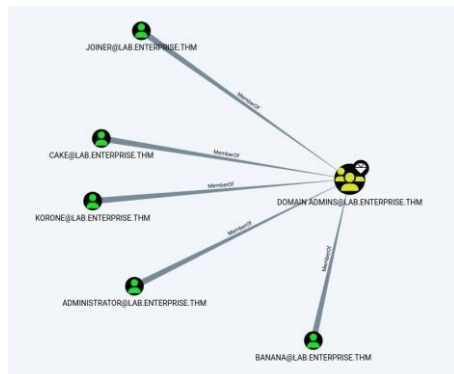 JOINER@LAB.ENTERPRISE.THM
MemberOf
CAKE@LAB.ENTERPRISE.THM
MemberOf
MemberOf
KORONE@LAB.ENTERPRISE.THM
DOMAIN ADMINS@LAB.ENTERPRISE.THM
MemberOf
MemberOf
ADMINISTRATOR@LAB.ENTERPRISE.THM
BANANA@LAB.ENTERPRISE.THM